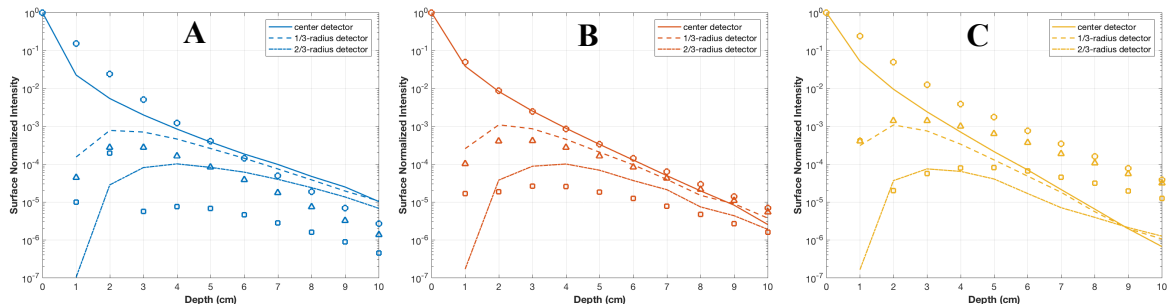 A
center detector
1/3-radius detector
2/3-radius detector
Surface Normalized Intensity
10^0
10^-1
10^-2
10^-3
10^-4
10^-5
10^-6
10^-7
0 1 2 3 4 5 6 7 8 9 10
Depth (cm)
B
center detector
1/3-radius detector
2/3-radius detector
Surface Normalized Intensity
10^0
10^-1
10^-2
10^-3
10^-4
10^-5
10^-6
10^-7
0 1 2 3 4 5 6 7 8 9 10
Depth (cm)
C
center detector
1/3-radius detector
2/3-radius detector
Surface Normalized Intensity
10^0
10^-1
10^-2
10^-3
10^-4
10^-5
10^-6
10^-7
0 1 2 3 4 5 6 7 8 9 10
Depth (cm)